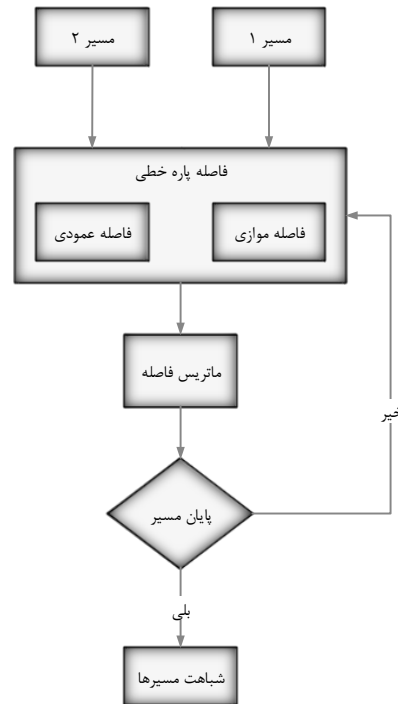 مسیر ۱
مسیر ۲
فاصله پاره خطی
فاصله موازی
فاصله عمودی
ماتریس فاصله
پایان مسیر
خیر
بلی
شباهت مسیرها